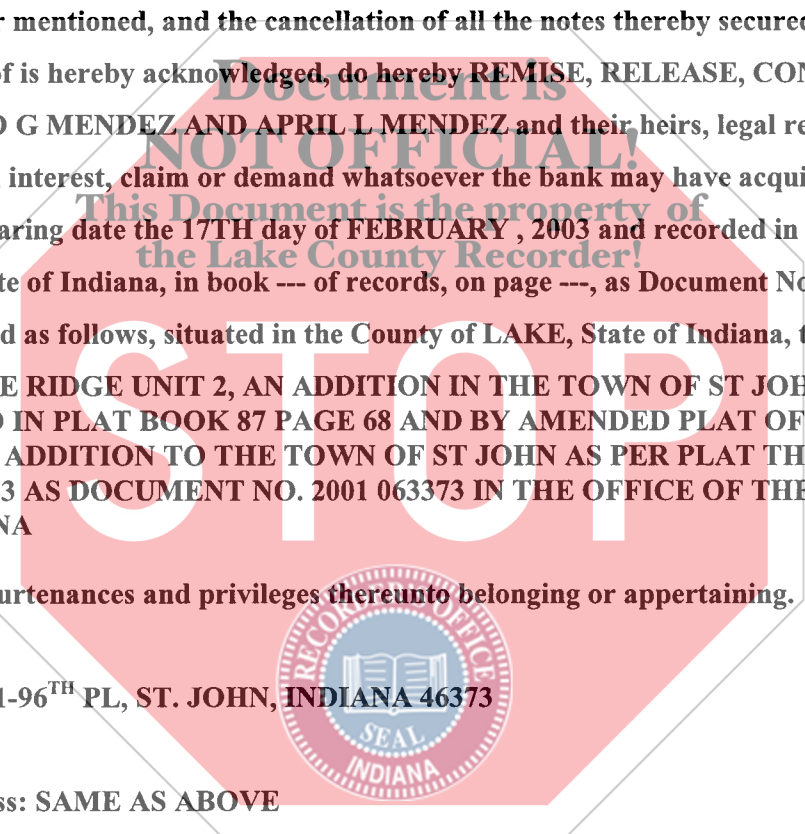 r mentioned, and the cancellation of all the notes thereby secured
Document is
of is hereby acknowledged, do hereby REMISE, RELEASE, CON
NOT OFFICIAL!
O G MENDEZ AND APRIL L MENDEZ and their heirs, legal re
interest, claim or demand whatsoever the bank may have acqui
This Document is the property of
aring date the 17TH day of FEBRUARY , 2003 and recorded in
the Lake County Recorder!
te of Indiana, in book --- of records, on page ---, as Document No
d as follows, situated in the County of LAKE, State of Indiana, t
STOP
E RIDGE UNIT 2, AN ADDITION IN THE TOWN OF ST JOH
IN PLAT BOOK 87 PAGE 68 AND BY AMENDED PLAT OF
ADDITION TO THE TOWN OF ST JOHN AS PER PLAT TH
3 AS DOCUMENT NO. 2001 063373 IN THE OFFICE OF THE
NA
urtenances and privileges thereunto belonging or appertaining.
RECORDER'S OFFICE
SEAL
INDIANA
1-96TH PL, ST. JOHN, INDIANA 46373
ss: SAME AS ABOVE